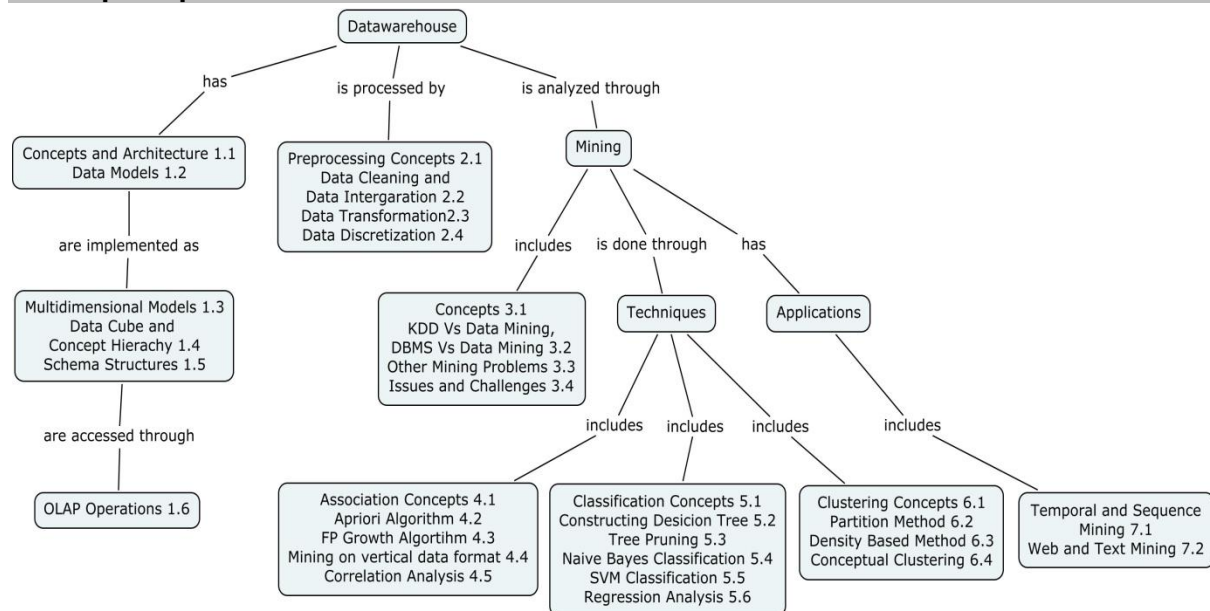 Datawarehouse
has
is processed by
is analyzed through
Concepts and Architecture 1.1
Data Models 1.2
Preprocessing Concepts 2.1
Data Cleaning and
Data Intergaration 2.2
Data Transformation2.3
Data Discretization 2.4
Mining
are implemented as
includes
is done through
has
Multidimensional Models 1.3
Data Cube and
Concept Hierachy 1.4
Schema Structures 1.5
Concepts 3.1
KDD Vs Data Mining,
DBMS Vs Data Mining 3.2
Other Mining Problems 3.3
Issues and Challenges 3.4
Techniques
Applications
are accessed through
includes
includes
includes
includes
OLAP Operations 1.6
Association Concepts 4.1
Apriori Algorithm 4.2
FP Growth Algortihm 4.3
Mining on vertical data format 4.4
Correlation Analysis 4.5
Classification Concepts 5.1
Constructing Desicion Tree 5.2
Tree Pruning 5.3
Naive Bayes Classification 5.4
SVM Classification 5.5
Regression Analysis 5.6
Clustering Concepts 6.1
Partition Method 6.2
Density Based Method 6.3
Conceptual Clustering 6.4
Temporal and Sequence
Mining 7.1
Web and Text Mining 7.2